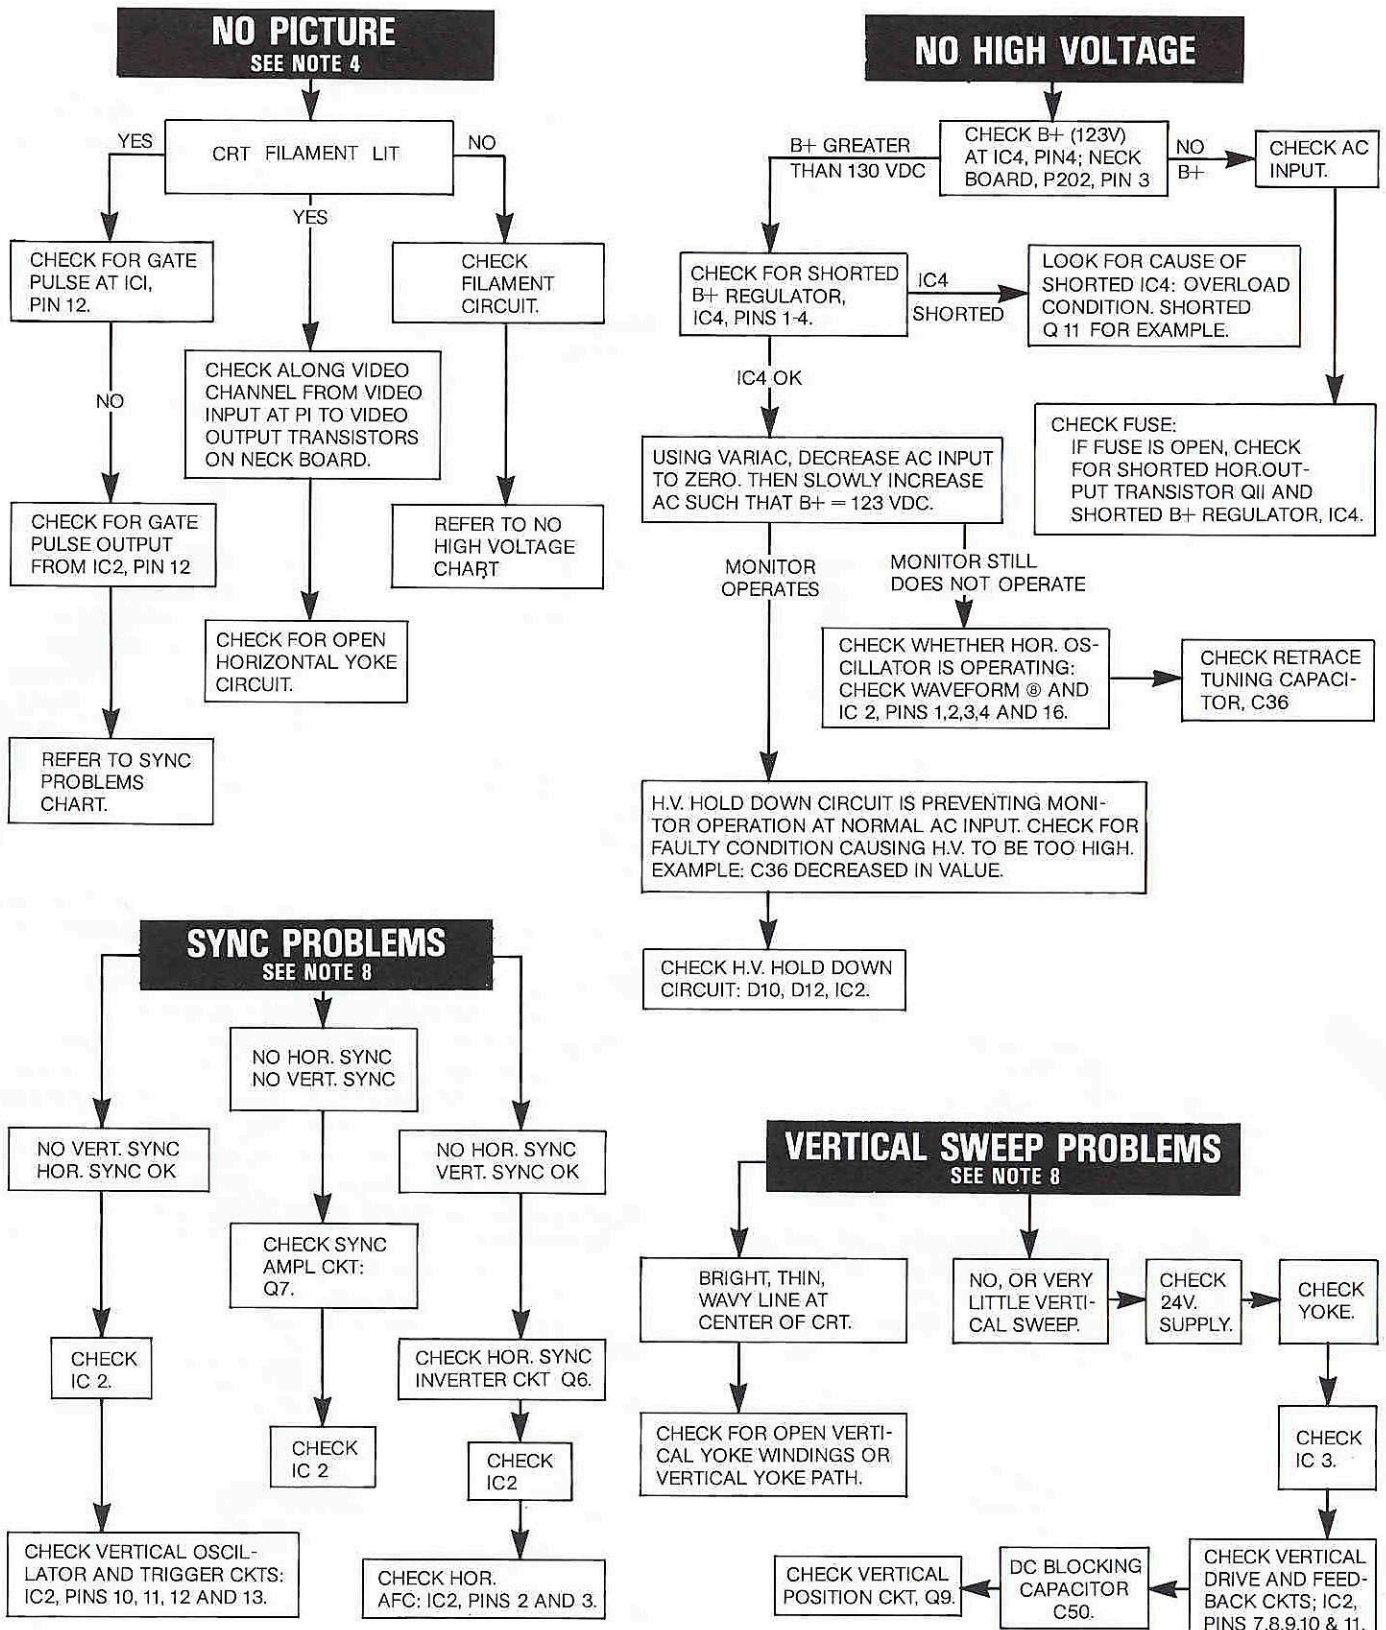 NO PICTURE
SEE NOTE 4
YES
CRT FILAMENT LIT
NO
YES
CHECK FOR GATE
PULSE AT ICI,
PIN 12.
CHECK
FILAMENT
CIRCUIT.
NO
CHECK ALONG VIDEO
CHANNEL FROM VIDEO
INPUT AT PI TO VIDEO
OUTPUT TRANSISTORS
ON NECK BOARD.
CHECK FOR GATE
PULSE OUTPUT
FROM IC2, PIN 12
REFER TO NO
HIGH VOLTAGE
CHART
CHECK FOR OPEN
HORIZONTAL YOKE
CIRCUIT.
REFER TO SYNC
PROBLEMS
CHART.
NO HIGH VOLTAGE
B+ GREATER
THAN 130 VDC
CHECK B+ (123V)
AT IC4, PIN4; NECK
BOARD, P202, PIN 3
NO
B+
CHECK AC
INPUT.
CHECK FOR SHORTED
B+ REGULATOR,
IC4, PINS 1-4.
IC4
SHORTED
LOOK FOR CAUSE OF
SHORTED IC4: OVERLOAD
CONDITION. SHORTED
Q 11 FOR EXAMPLE.
IC4 OK
CHECK FUSE:
IF FUSE IS OPEN, CHECK
FOR SHORTED HOR.OUT-
PUT TRANSISTOR QII AND
SHORTED B+ REGULATOR, IC4.
USING VARIAC, DECREASE AC INPUT
TO ZERO. THEN SLOWLY INCREASE
AC SUCH THAT B+ = 123 VDC.
MONITOR
OPERATES
MONITOR STILL
DOES NOT OPERATE
CHECK WHETHER HOR. OS-
CILLATOR IS OPERATING:
CHECK WAVEFORM ⑧ AND
IC 2, PINS 1,2,3,4 AND 16.
CHECK RETRACE
TUNING CAPACI-
TOR, C36
H.V. HOLD DOWN CIRCUIT IS PREVENTING MONI-
TOR OPERATION AT NORMAL AC INPUT. CHECK FOR
FAULTY CONDITION CAUSING H.V. TO BE TOO HIGH.
EXAMPLE: C36 DECREASED IN VALUE.
CHECK H.V. HOLD DOWN
CIRCUIT: D10, D12, IC2.
SYNC PROBLEMS
SEE NOTE 8
NO HOR. SYNC
NO VERT. SYNC
NO VERT. SYNC
HOR. SYNC OK
NO HOR. SYNC
VERT. SYNC OK
CHECK SYNC
AMPL CKT:
Q7.
CHECK
IC 2.
CHECK HOR. SYNC
INVERTER CKT Q6.
CHECK
IC 2
CHECK
IC2
CHECK VERTICAL OSCIL-
LATOR AND TRIGGER CKTS:
IC2, PINS 10, 11, 12 AND 13.
CHECK HOR.
AFC: IC2, PINS 2 AND 3.
VERTICAL SWEEP PROBLEMS
SEE NOTE 8
BRIGHT, THIN,
WAVY LINE AT
CENTER OF CRT.
NO, OR VERY
LITTLE VERTI-
CAL SWEEP.
CHECK
24V.
SUPPLY.
CHECK
YOKE.
CHECK FOR OPEN VERTI-
CAL YOKE WINDINGS OR
VERTICAL YOKE PATH.
CHECK
IC 3.
CHECK VERTICAL
POSITION CKT, Q9.
DC BLOCKING
CAPACITOR
C50.
CHECK VERTICAL
DRIVE AND FEED-
BACK CKTS; IC2,
PINS 7,8,9,10 & 11.